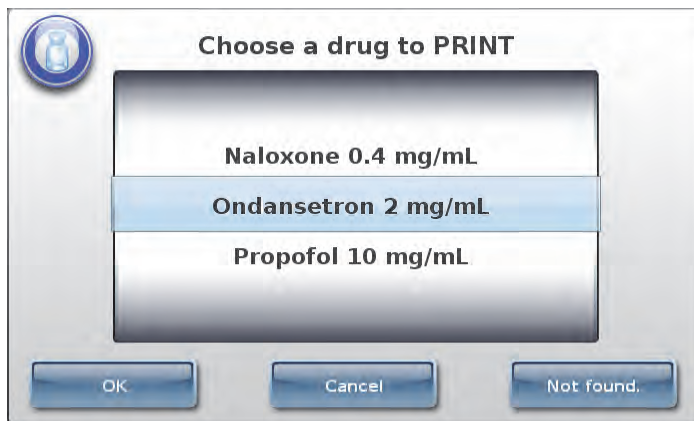 Choose a drug to PRINT
Naloxone 0.4 mg/mL
Ondansetron 2 mg/mL
Propofol 10 mg/mL
OK
Cancel
Not found.